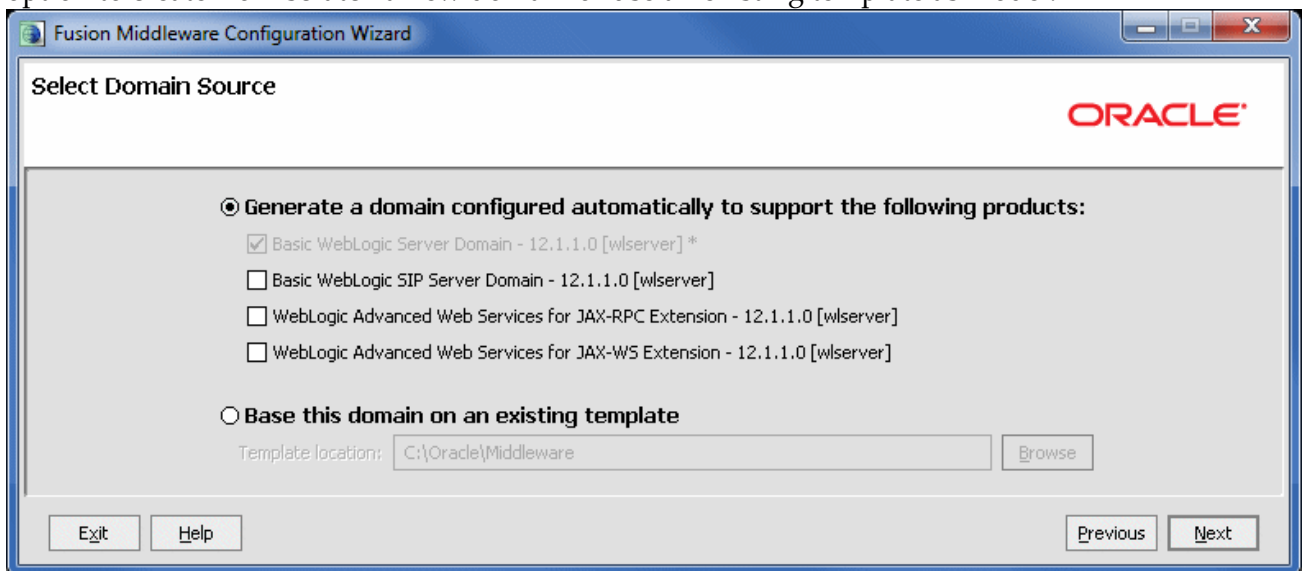 Fusion Middleware Configuration Wizard
Select Domain Source
ORACLE
Generate a domain configured automatically to support the following products:
Basic WebLogic Server Domain - 12.1.1.0 [wlserver] *
Basic WebLogic SIP Server Domain - 12.1.1.0 [wlserver]
WebLogic Advanced Web Services for JAX-RPC Extension - 12.1.1.0 [wlserver]
WebLogic Advanced Web Services for JAX-WS Extension - 12.1.1.0 [wlserver]
Base this domain on an existing template
Template location: C:\Oracle\Middleware Browse
Exit Help Previous Next